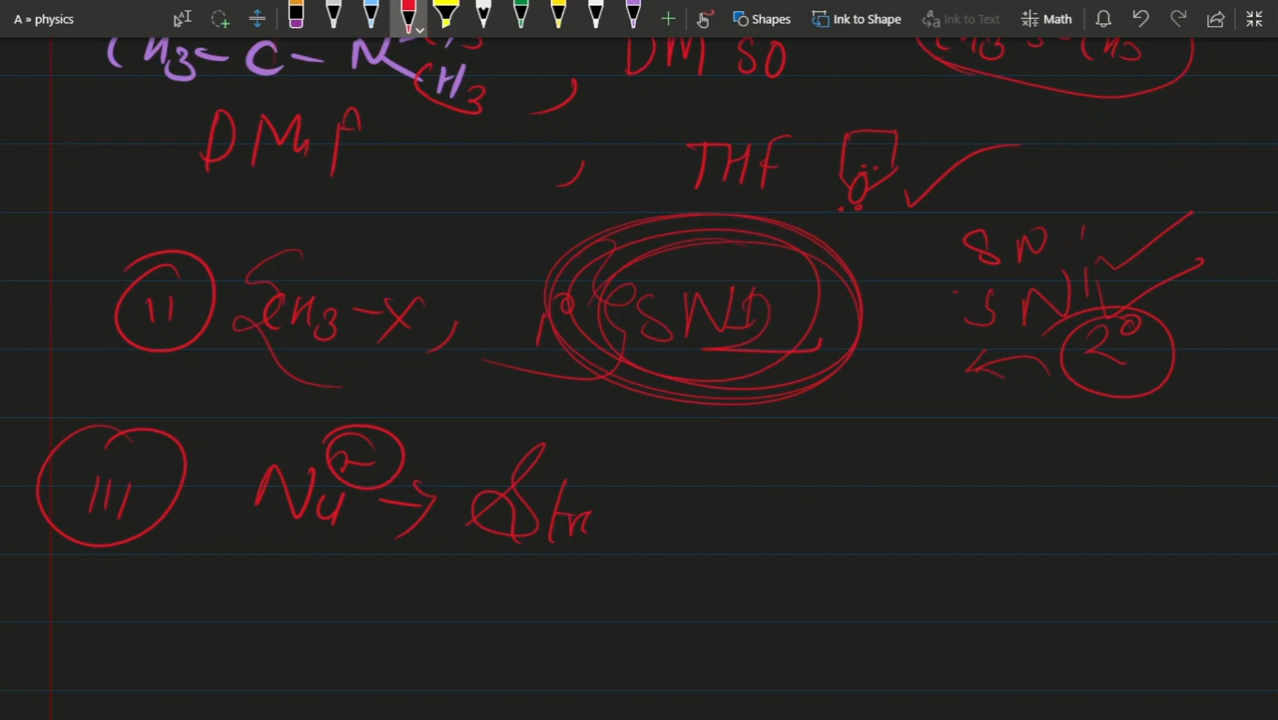 A » physics
Shapes
Ink to Shape
Ink to Text
Math
CH3 - C - N CH3 , DMSO
DMF , THF O
SN1
II CH3 - X , 1° SN2
SN1 2°
III Nu⁻ → Str